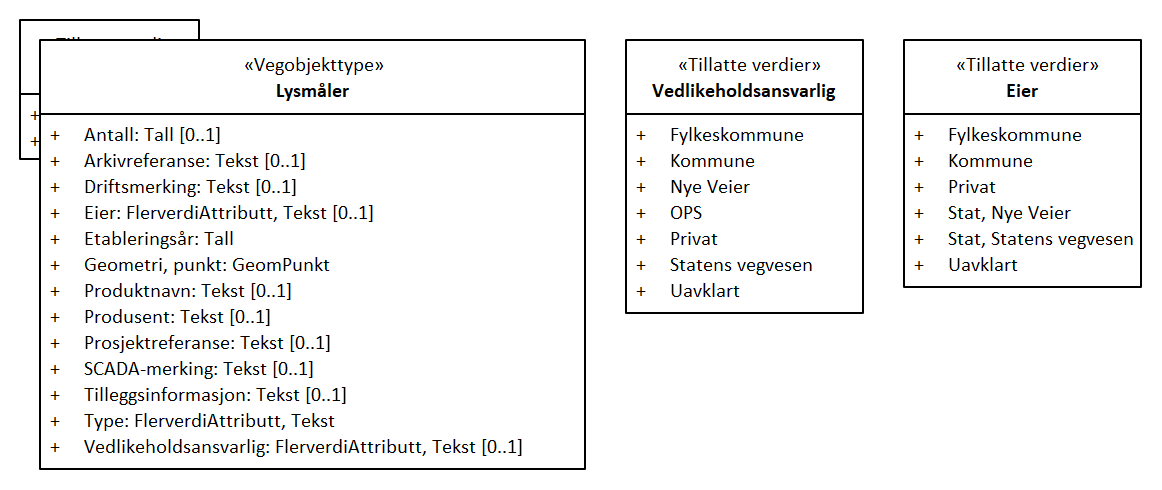 «Vegobjekttype»
Lysmåler
+ Antall: Tall [0..1]
+ Arkivreferanse: Tekst [0..1]
+ Driftsmerking: Tekst [0..1]
+ Eier: FlerverdiAttributt, Tekst [0..1]
+ Etableringsår: Tall
+ Geometri, punkt: GeomPunkt
+ Produktnavn: Tekst [0..1]
+ Produsent: Tekst [0..1]
+ Prosjektreferanse: Tekst [0..1]
+ SCADA-merking: Tekst [0..1]
+ Tilleggsinformasjon: Tekst [0..1]
+ Type: FlerverdiAttributt, Tekst
+ Vedlikeholdsansvarlig: FlerverdiAttributt, Tekst [0..1]
+
+
«Tillatte verdier»
Vedlikeholdsansvarlig
+ Fylkeskommune
+ Kommune
+ Nye Veier
+ OPS
+ Privat
+ Statens vegvesen
+ Uavklart
«Tillatte verdier»
Eier
+ Fylkeskommune
+ Kommune
+ Privat
+ Stat, Nye Veier
+ Stat, Statens vegvesen
+ Uavklart